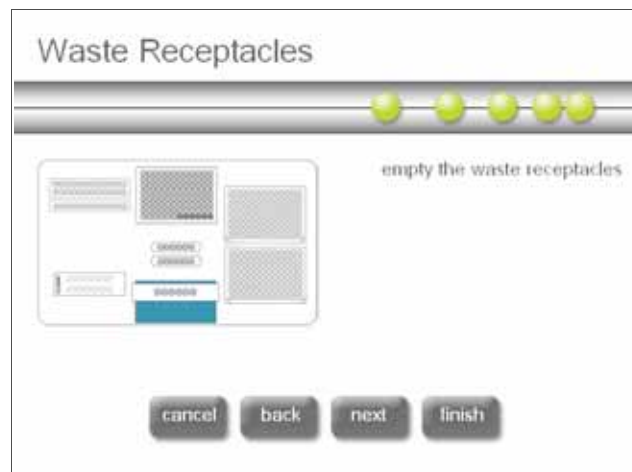 Waste Receptacles
empty the waste receptacles
cancel
back
next
finish